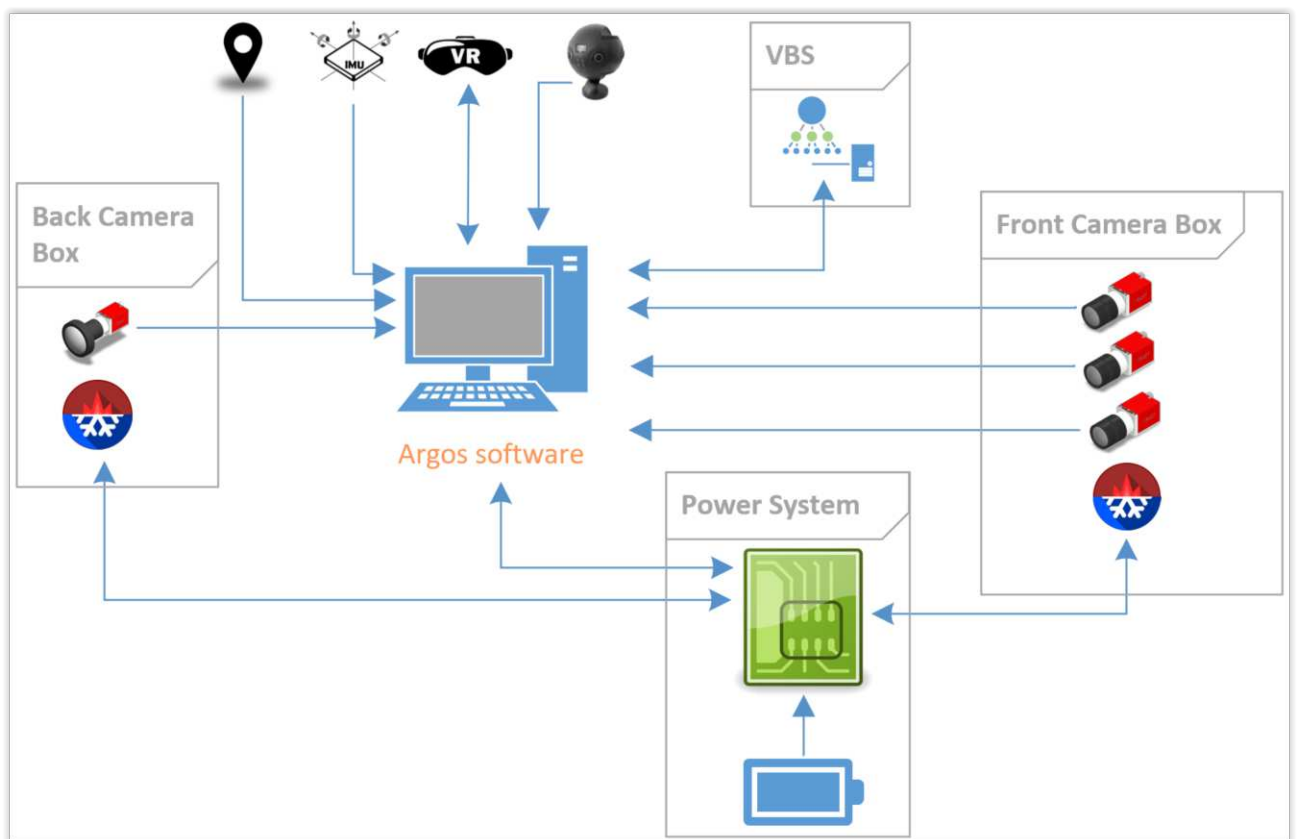 IMU
VR
VBS
Back Camera
Box
Front Camera Box
Argos software
Power System